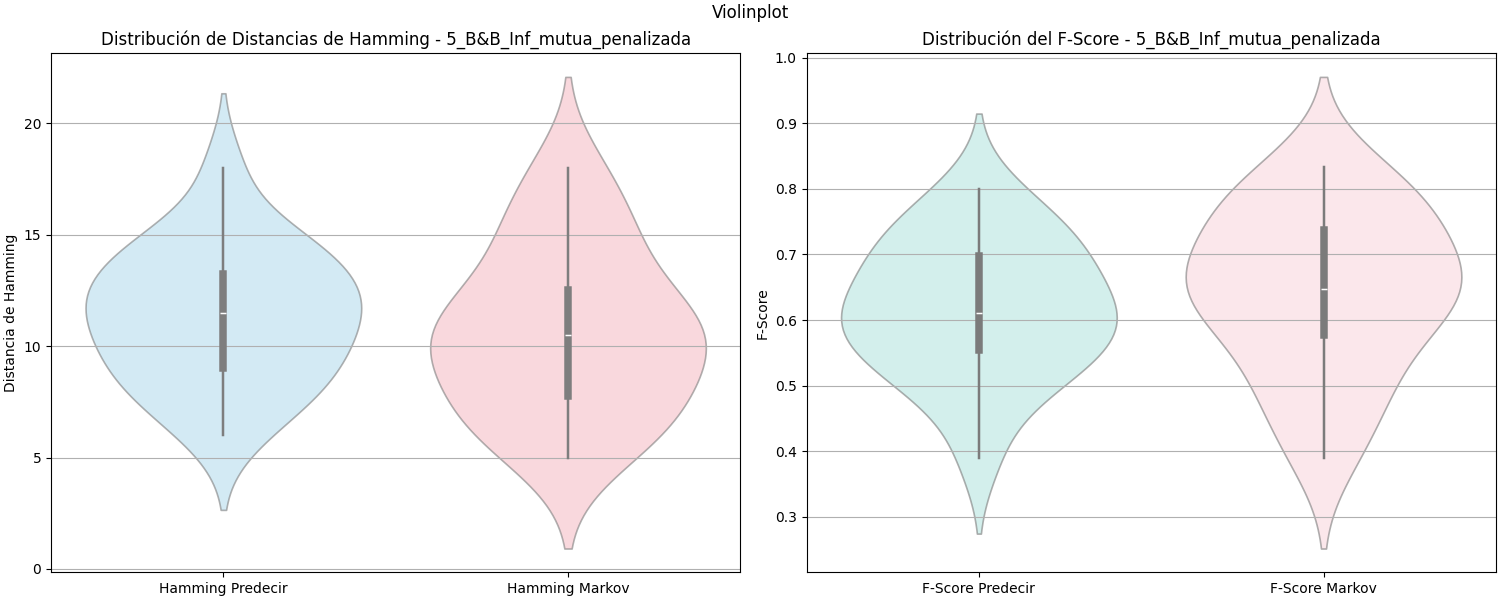 Violinplot
Distribución de Distancias de Hamming - 5_B&B_Inf_mutua_penalizada
Distancia de Hamming
20
15
10
5
0
Hamming Predecir
Hamming Markov
Distribución del F-Score - 5_B&B_Inf_mutua_penalizada
F-Score
1.0
0.9
0.8
0.7
0.6
0.5
0.4
0.3
F-Score Predecir
F-Score Markov